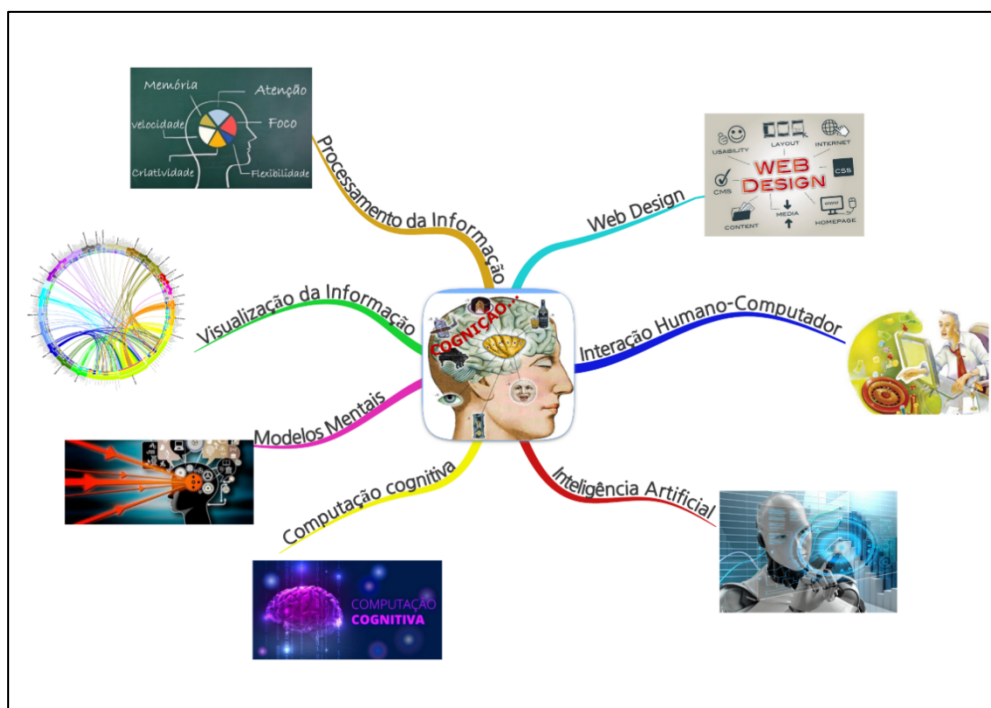 Memória
Atenção
velocidade
Foco
Criatividade
Flexibilidade
Processamento da Informação
Web Design
USABILITY
LAYOUT
INTERNET
WEB
DESIGN
CMS
CSS
CONTENT
MEDIA
HOMEPAGE
Visualização da Informação
COGNIÇÃO...
Interação Humano-Computador
Modelos Mentais
Computação cognitiva
Inteligência Artificial
COMPUTAÇÃO
COGNITIVA